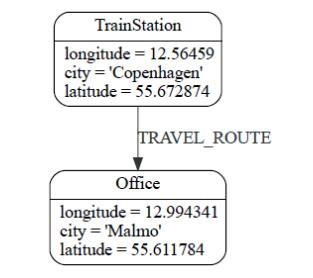 TrainStation
longitude = 12.56459
city = 'Copenhagen'
latitude = 55.672874
TRAVEL_ROUTE
Office
longitude = 12.994341
city = 'Malmo'
latitude = 55.611784